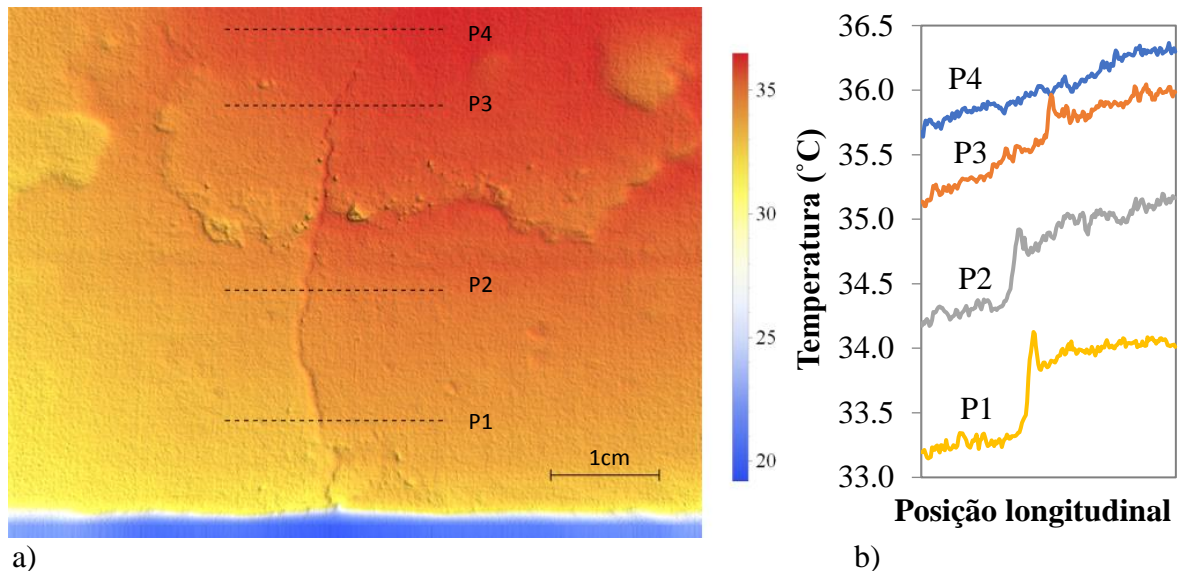 P4
P3
P2
P1
1cm
35
30
25
20
a)
36.5
36.0
35.5
35.0
34.5
34.0
33.5
33.0
Temperatura (˚C)
P4
P3
P2
P1
Posição longitudinal
b)